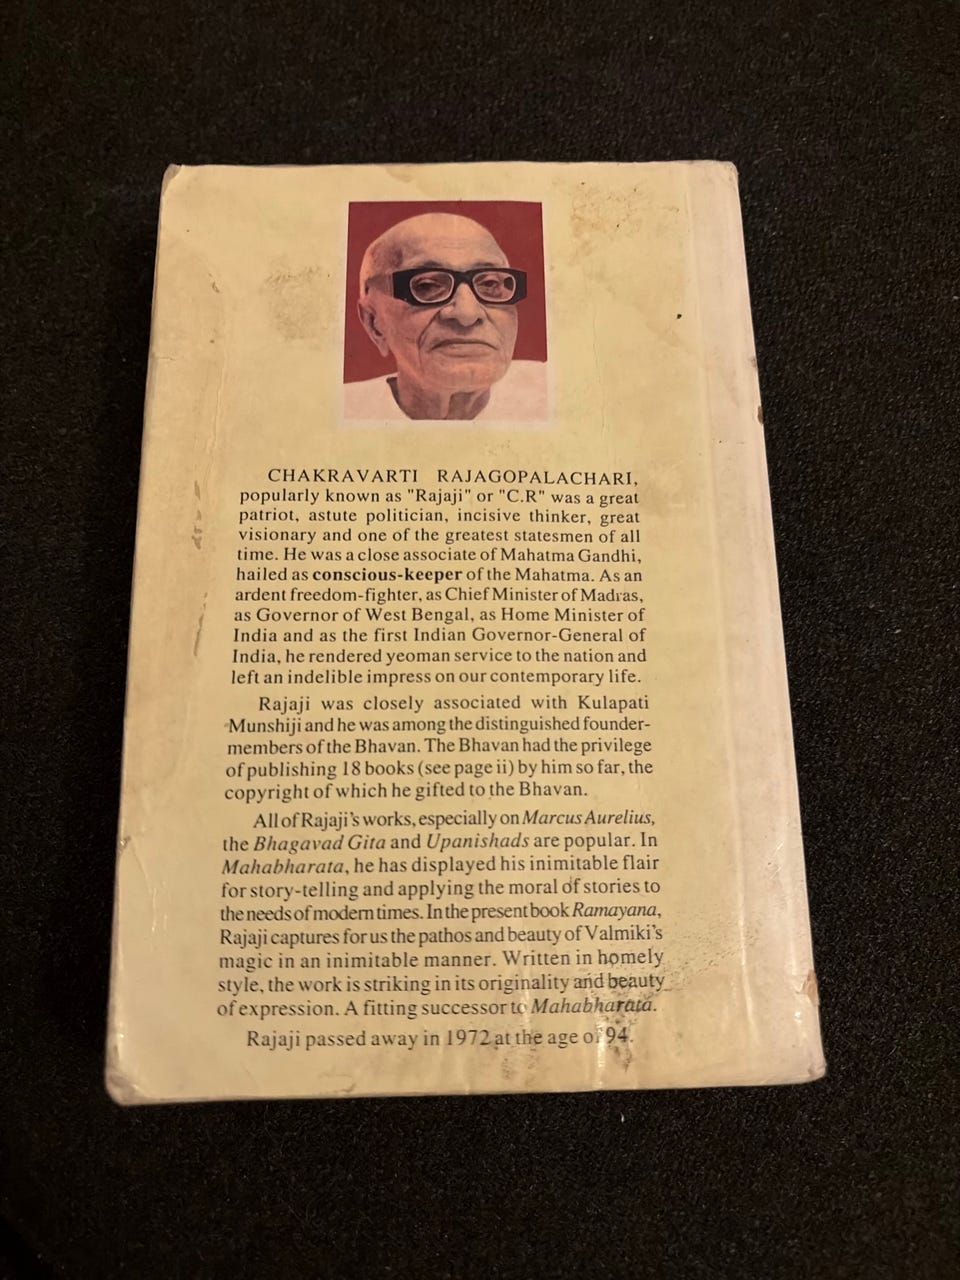 CHAKRAVARTI RAJAGOPALACHARI,
popularly known as "Rajaji" or "C.R" was a great
patriot, astute politician, incisive thinker, great
visionary and one of the greatest statesmen of all
time. He was a close associate of Mahatma Gandhi,
hailed as conscious-keeper of the Mahatma. As an
ardent freedom-fighter, as Chief Minister of Madras,
as Governor of West Bengal, as Home Minister of
India and as the first Indian Governor-General of
India, he rendered yeoman service to the nation and
left an indelible impress on our contemporary life.
Rajaji was closely associated with Kulapati
Munshiji and he was among the distinguished founder-
members of the Bhavan. The Bhavan had the privilege
of publishing 18 books (see page ii) by him so far, the
copyright of which he gifted to the Bhavan.
All of Rajaji's works, especially on Marcus Aurelius,
the Bhagavad Gita and Upanishads are popular. In
Mahabharata, he has displayed his inimitable flair
for story-telling and applying the moral of stories to
the needs of modern times. In the present book Ramayana,
Rajaji captures for us the pathos and beauty of Valmiki's
magic in an inimitable manner. Written in homely
style, the work is striking in its originality and beauty
of expression. A fitting successor to Mahabharata.
Rajaji passed away in 1972 at the age of 94.